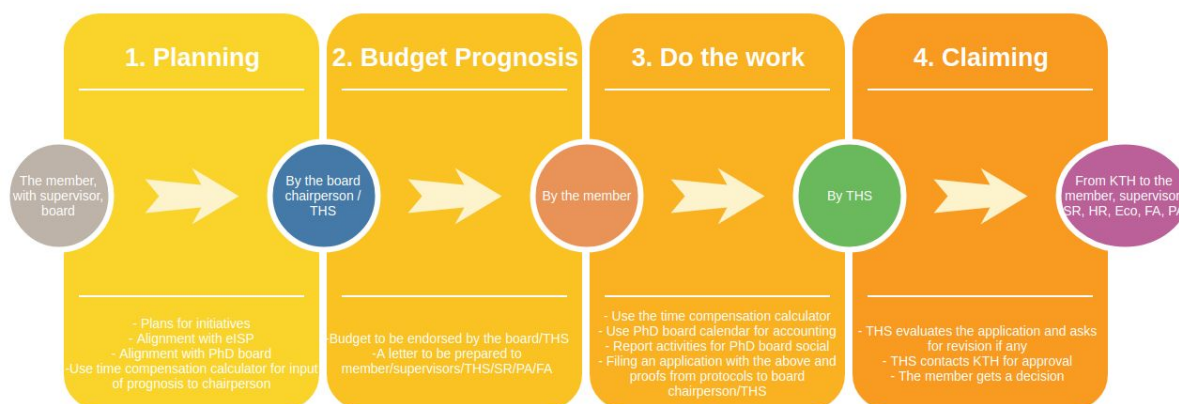 1. Planning
2. Budget Prognosis
3. Do the work
4. Claiming
The member,
with supervisor,
board
By the board
chairperson /
THS
By the member
By THS
From KTH to the
member, supervisor,
SR, HR, Eco, FA, PA
- Plans for initiatives
- Alignment with eISP
- Alignment with PhD board
-Use time compensation calculator for input
of prognosis to chairperson
-Budget to be endorsed by the board/THS
-A letter to be prepared to
member/supervisors/THS/SR/PA/FA
- Use the time compensation calculator
- Use PhD board calendar for accounting
- Report activities for PhD board social
- Filing an application with the above and
proofs from protocols to board
chairperson/THS
- THS evaluates the application and asks
for revision if any
- THS contacts KTH for approval
- The member gets a decision